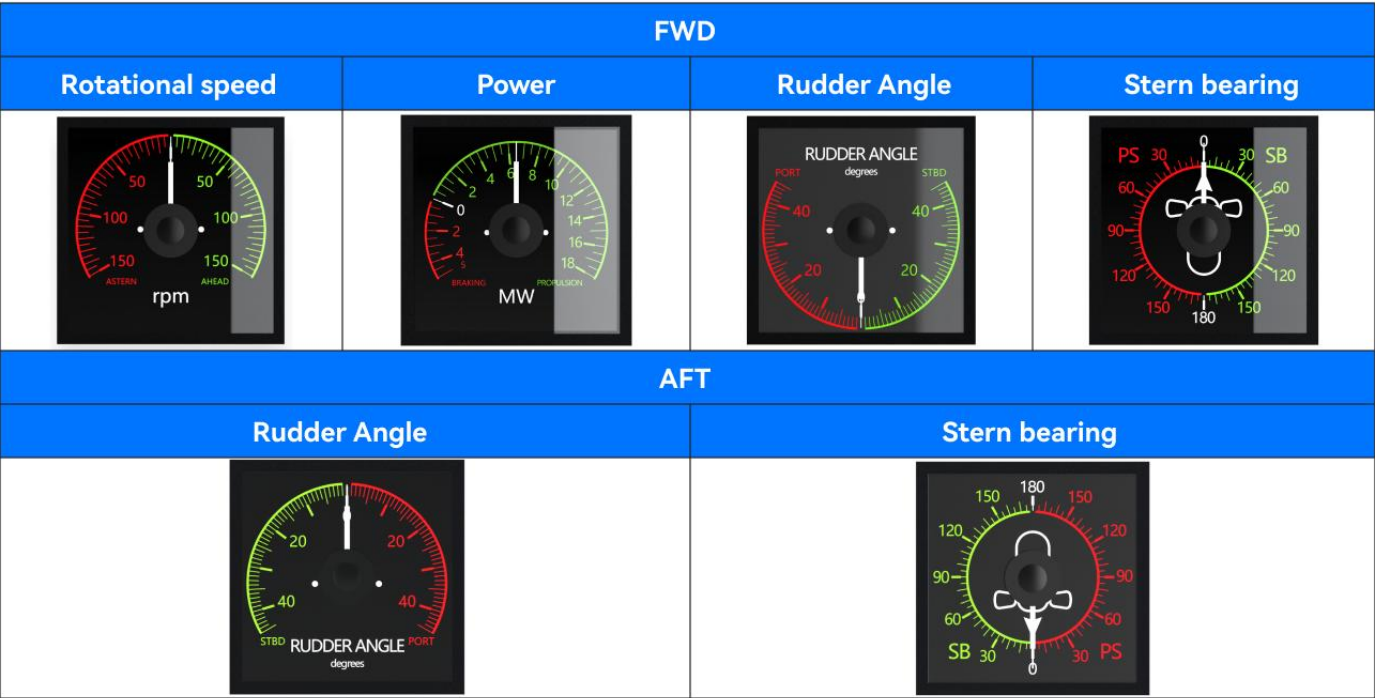 FWD
Rotational speed
Power
Rudder Angle
Stern bearing
50 50
100 100
150 150
ASTERN AHEAD
rpm
0 2 4 6 8 10 12 14 16 18
2 4 5
BRAKING PROPULSION
MW
RUDDER ANGLE
degrees
PORT STBD
40 40
20 20
0
0
PS 30 30 SB
60 60
90 90
120 120
150 150
180
AFT
Rudder Angle
Stern bearing
20 20
40 40
STBD RUDDER ANGLE PORT
degrees
180
150 150
120 120
90 90
60 60
SB 30 30 PS
0